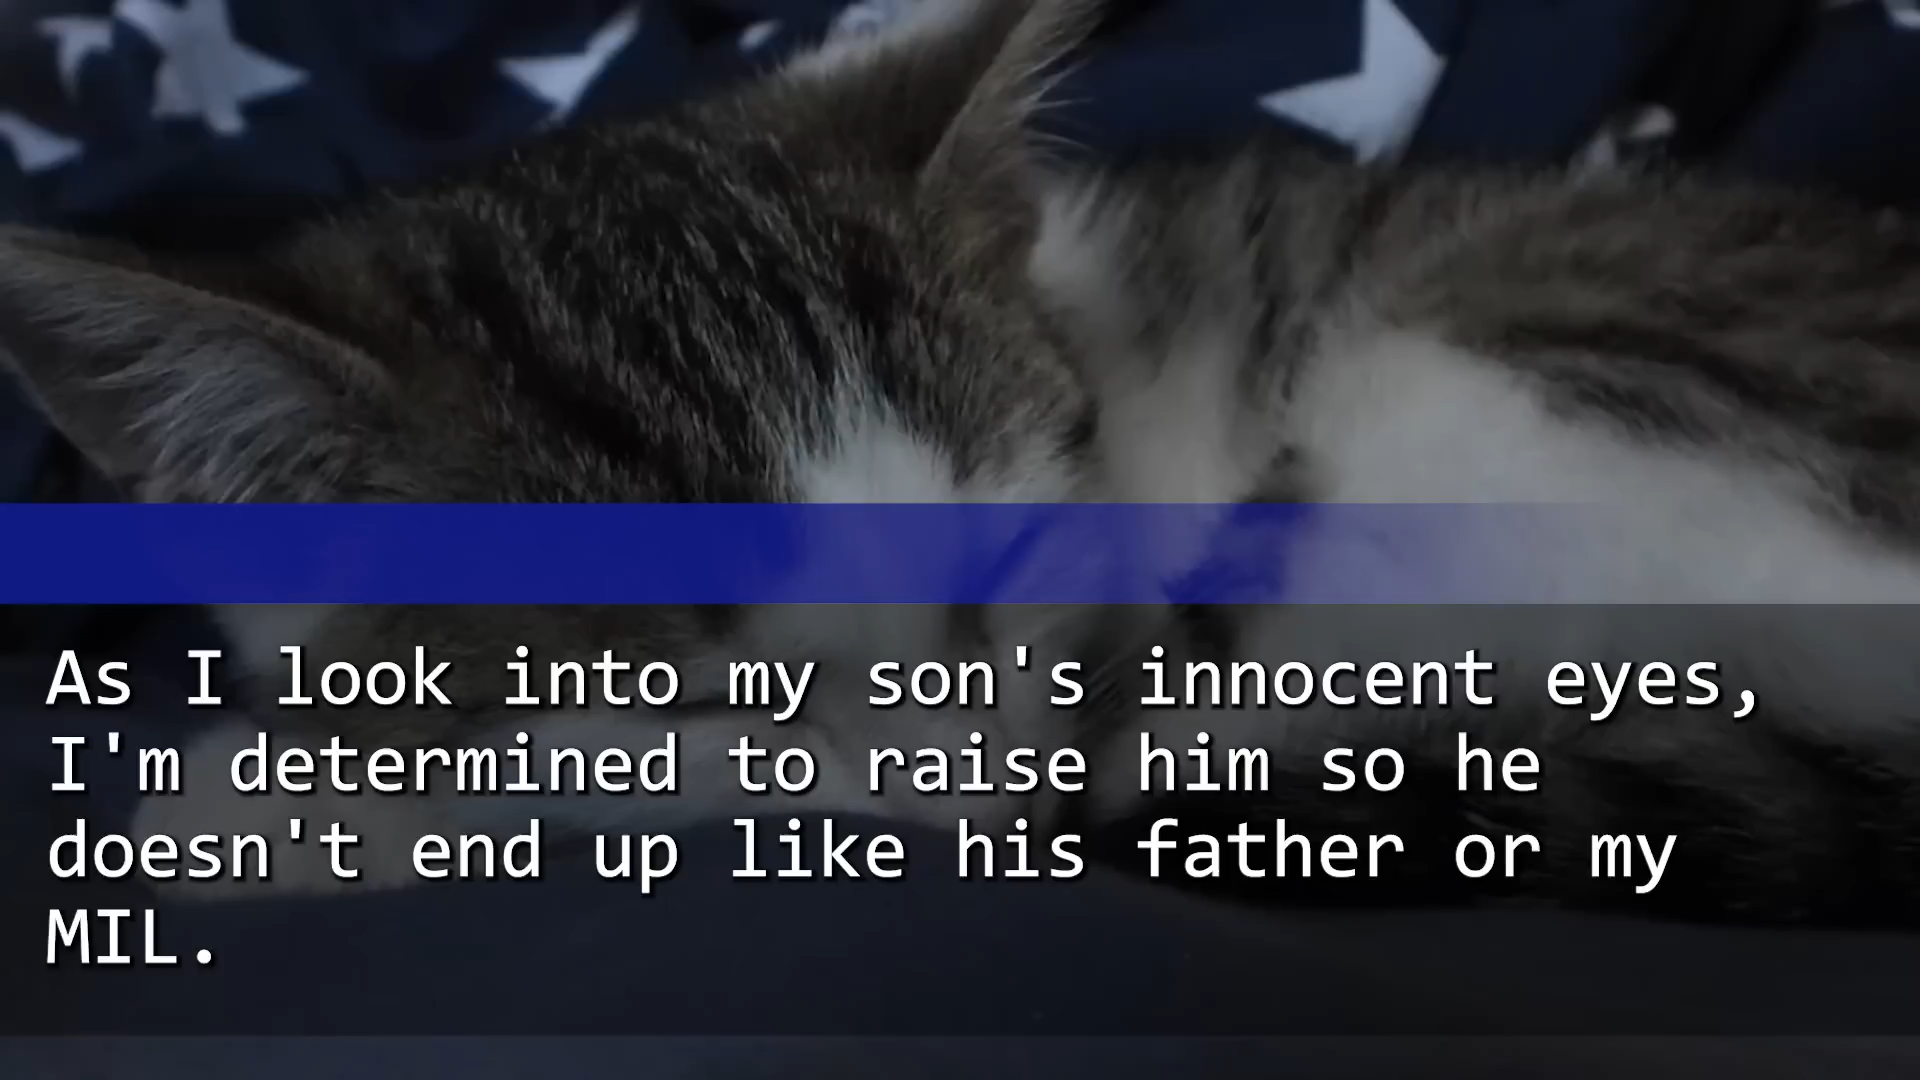 As I look into my son's innocent eyes,
I'm determined to raise him so he
doesn't end up like his father or my
MIL.